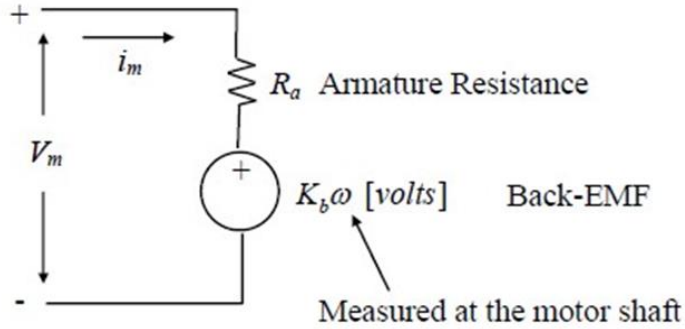 +
i_m
R_a Armature Resistance
V_m
+
K_bω [volts] Back-EMF
-
Measured at the motor shaft